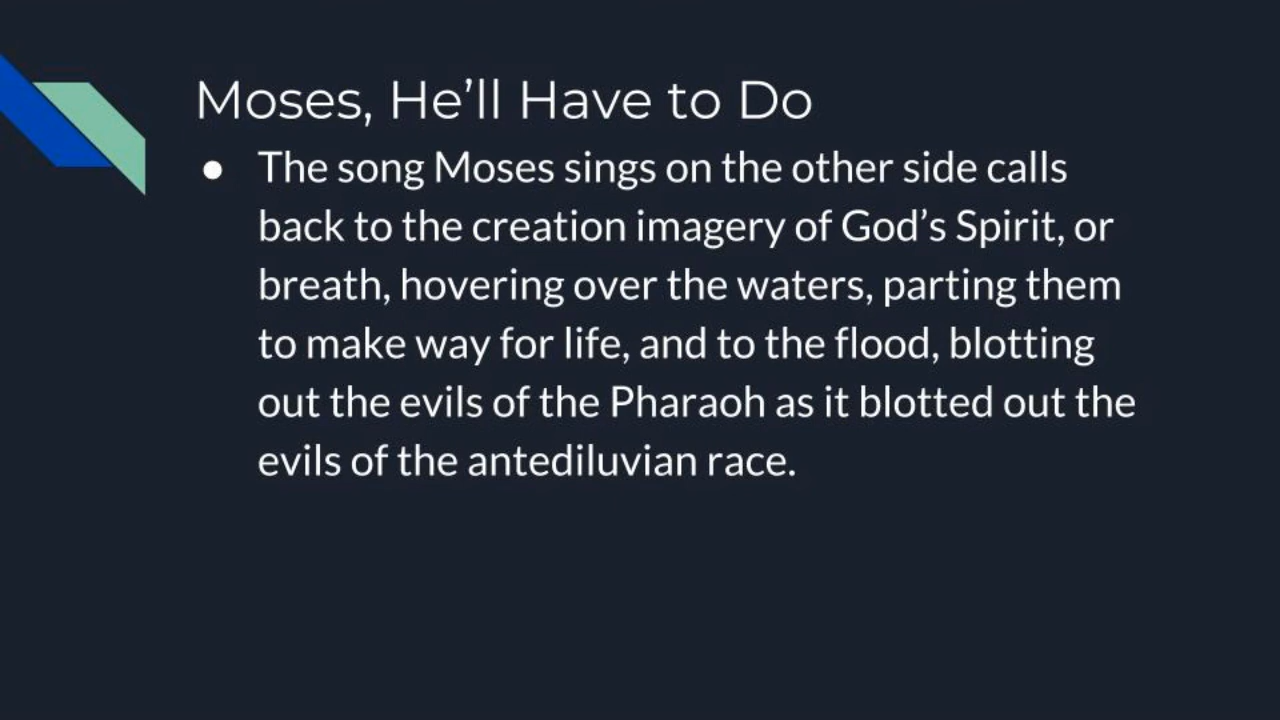 Moses, He’ll Have to Do
● The song Moses sings on the other side calls
back to the creation imagery of God’s Spirit, or
breath, hovering over the waters, parting them
to make way for life, and to the flood, blotting
out the evils of the Pharaoh as it blotted out the
evils of the antediluvian race.